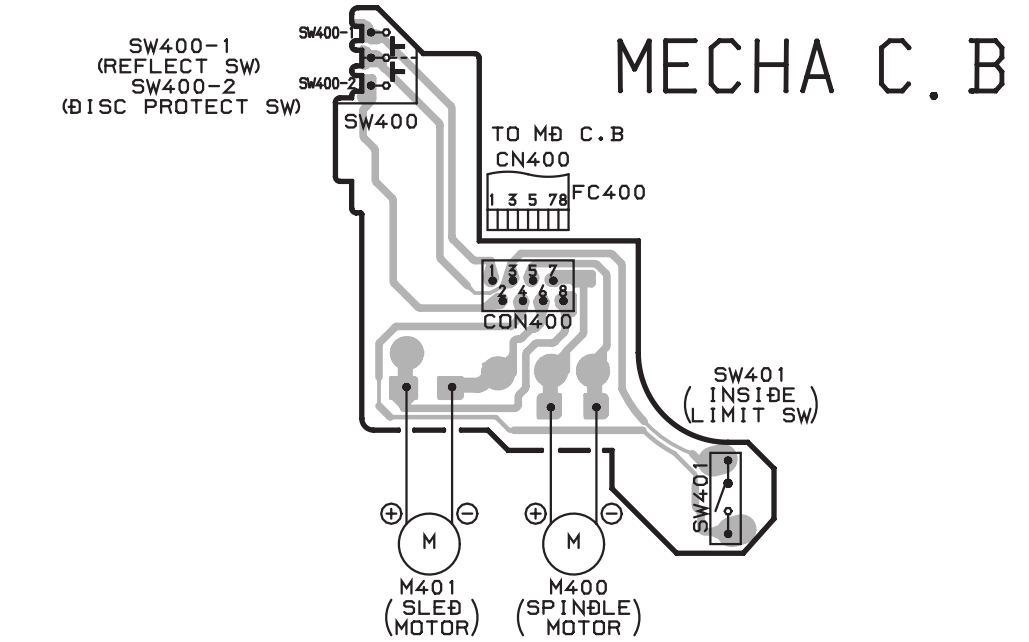 MECHA C.B
SW400-1
(REFLECT SW)
SW400-2
(DISC PROTECT SW)
SW400-1
SW400-2
SW400
TO MD C.B
CN400
FC400
1 3 5 7 8
1 3 5 7
2 4 6 8
CON400
SW401
(INSIDE
LIMIT SW)
SW401
+ − + −
M M
M401
(SLED
MOTOR)
M400
(SPINDLE
MOTOR)